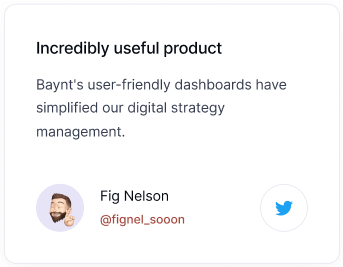 Incredibly useful product
Baynt's user-friendly dashboards have
simplified our digital strategy
management.
Fig Nelson
@fignel_sooon